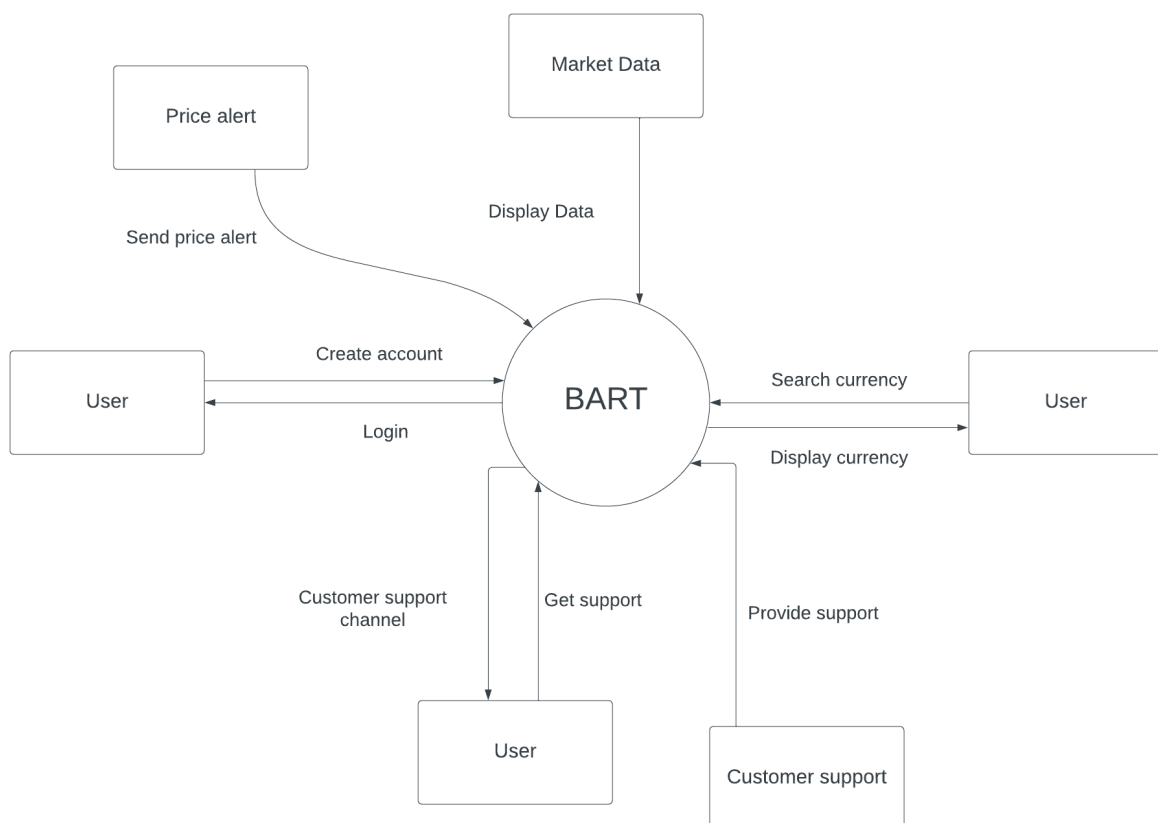 Market Data
Price alert
Display Data
Send price alert
Create account
Search currency
BART
User
User
Login
Display currency
Customer support
channel
Get support
Provide support
User
Customer support